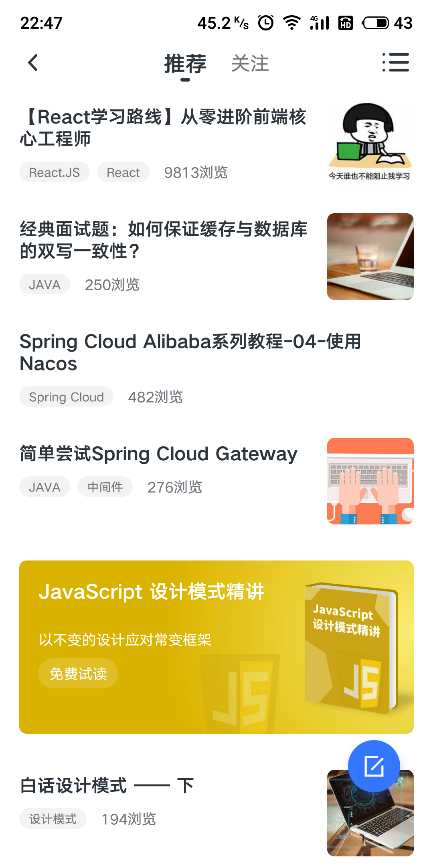 22:47
45.2 K/s 4G HD 43
推荐 关注
【React学习路线】从零进阶前端核
心工程师
React.JS React 9813浏览
今天谁也不能阻止我学习
经典面试题：如何保证缓存与数据库
的双写一致性？
JAVA 250浏览
Spring Cloud Alibaba系列教程-04-使用
Nacos
Spring Cloud 482浏览
简单尝试Spring Cloud Gateway
JAVA 中间件 276浏览
JavaScript 设计模式精讲
以不变的设计应对常变框架
免费试读
JS
JavaScript
设计模式精讲
JS
白话设计模式 —— 下
设计模式 194浏览